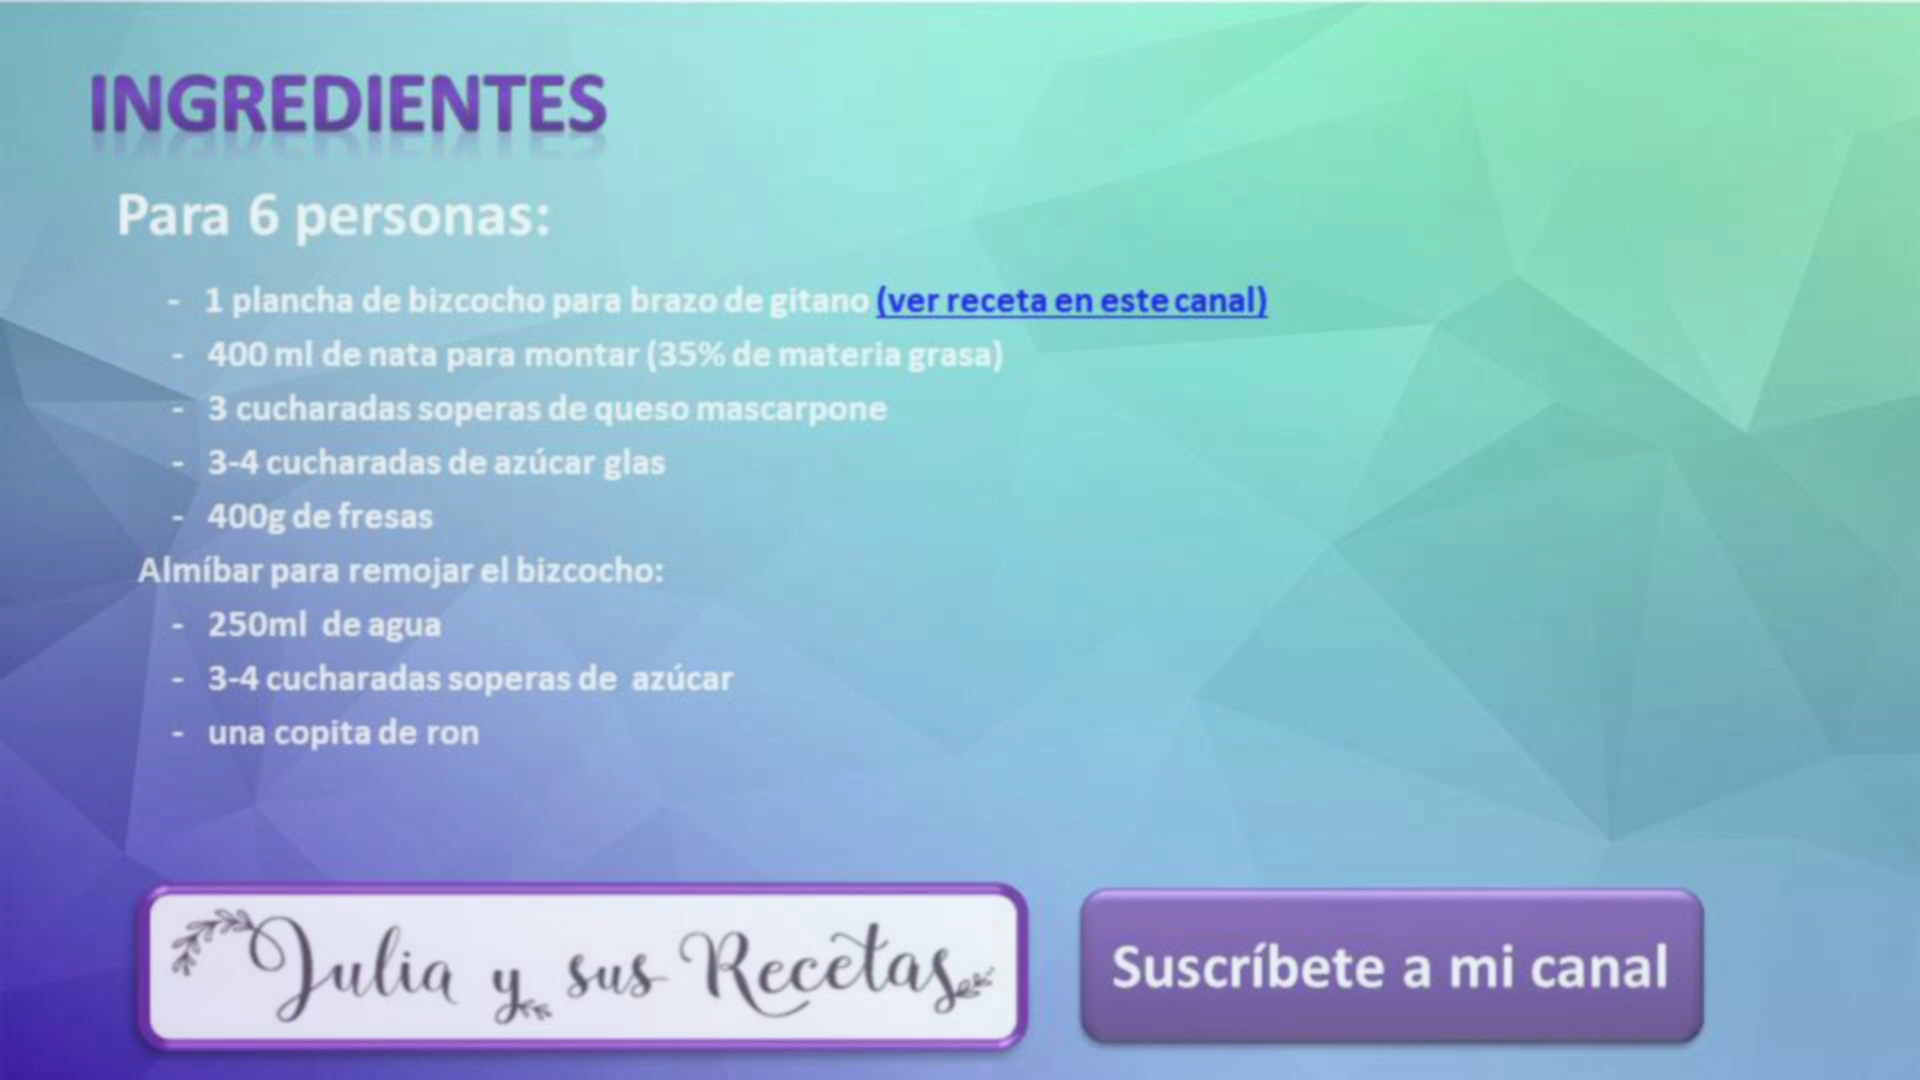 INGREDIENTES
Para 6 personas:
- 1 plancha de bizcocho para brazo de gitano (ver receta en este canal)
- 400 ml de nata para montar (35% de materia grasa)
- 3 cucharadas soperas de queso mascarpone
- 3-4 cucharadas de azúcar glas
- 400g de fresas
Almíbar para remojar el bizcocho:
- 250ml de agua
- 3-4 cucharadas soperas de azúcar
- una copita de ron
Julia y sus Recetas
Suscríbete a mi canal